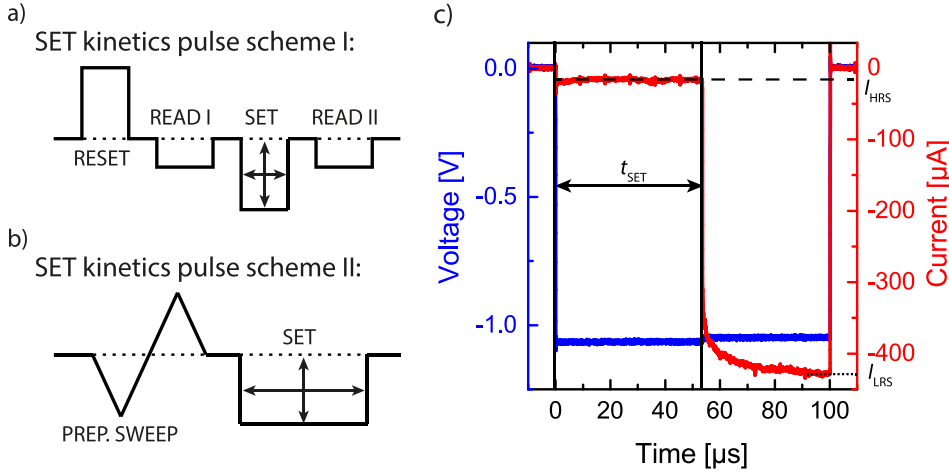 a)
SET kinetics pulse scheme I:
READ I
SET
READ II
RESET
b)
SET kinetics pulse scheme II:
SET
PREP. SWEEP
c)
0.0
-0.5
-1.0
Voltage [V]
t_SET
0
20
40
60
80
100
Time [μs]
0
-100
-200
-300
-400
Current [μA]
I_HRS
I_LRS